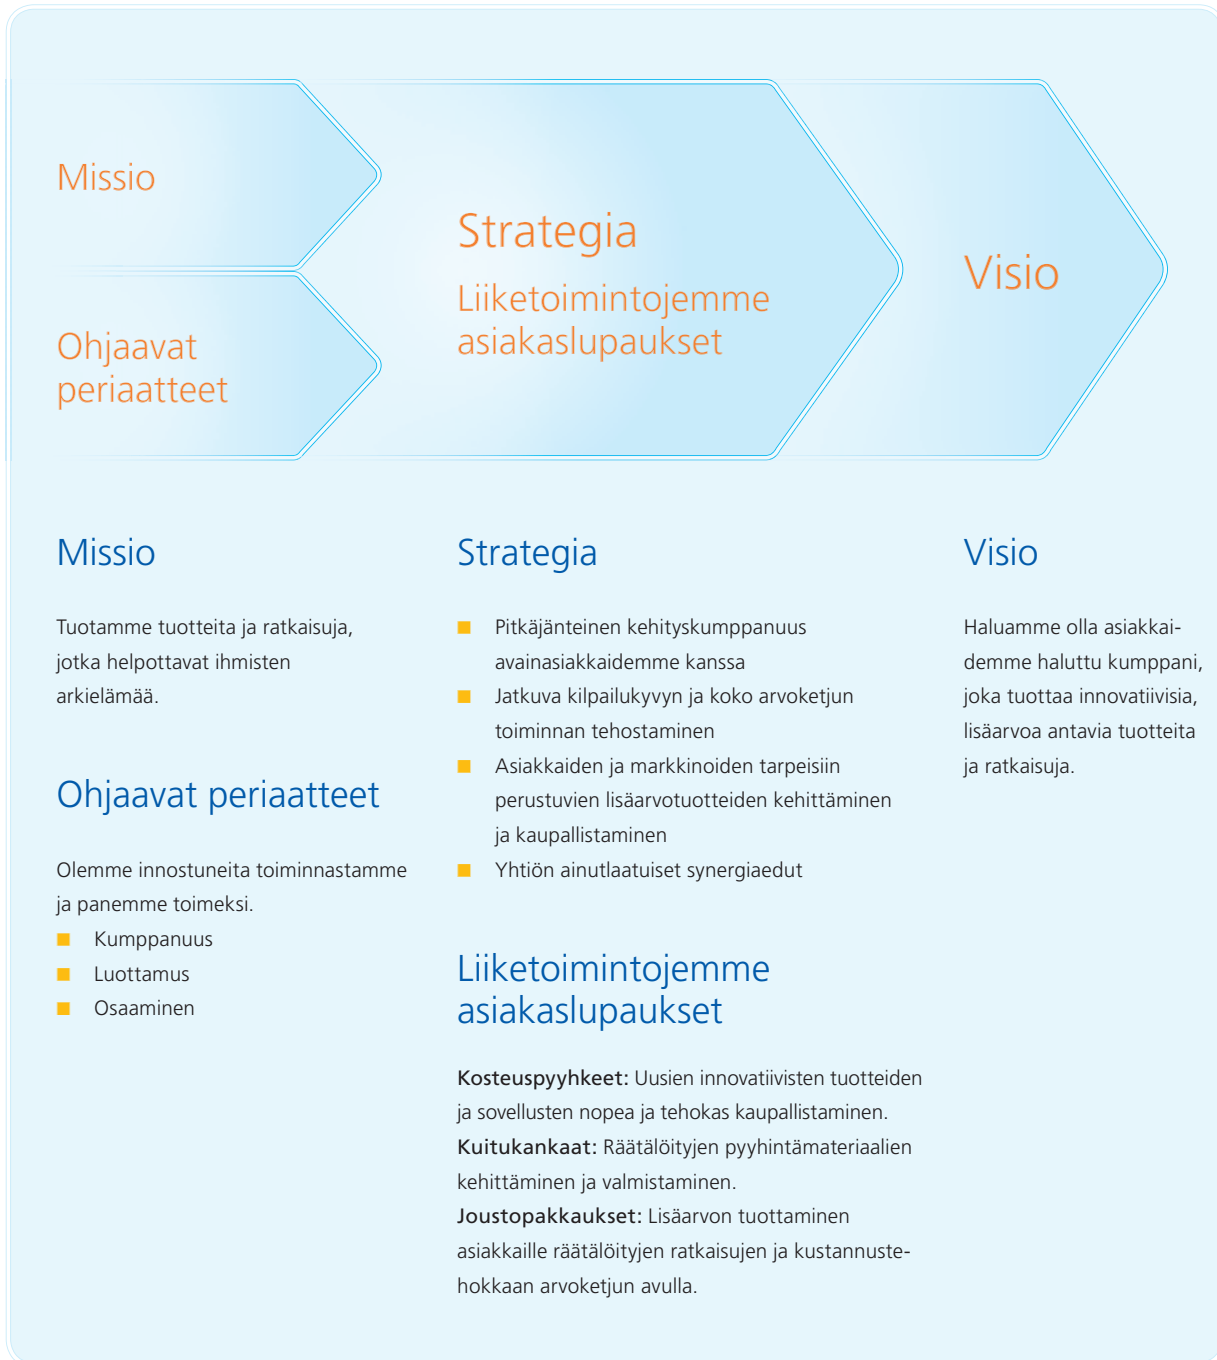 Missio
Ohjaavat
periaatteet
Strategia
Liiketoimintojemme
asiakaslupaukset
Visio
Missio
Tuotamme tuotteita ja ratkaisuja,
jotka helpottavat ihmisten
arkielämää.
Ohjaavat periaatteet
Olemme innostuneita toiminnastamme
ja panemme toimeksi.
■ Kumppanuus
■ Luottamus
■ Osaaminen
Strategia
■ Pitkäjänteinen kehityskumppanuus
avainasiakkaidemme kanssa
■ Jatkuva kilpailukyvyn ja koko arvoketjun
toiminnan tehostaminen
■ Asiakkaiden ja markkinoiden tarpeisiin
perustuvien lisäarvotuotteiden kehittäminen
ja kaupallistaminen
■ Yhtiön ainutlaatuiset synergiaedut
Liiketoimintojemme
asiakaslupaukset
Kosteuspyyhkeet: Uusien innovatiivisten tuotteiden
ja sovellusten nopea ja tehokas kaupallistaminen.
Kuitukankaat: Räätälöityjen pyyhintämateriaalien
kehittäminen ja valmistaminen.
Joustopakkaukset: Lisäarvon tuottaminen
asiakkaille räätälöityjen ratkaisujen ja kustannuste-
hokkaan arvoketjun avulla.
Visio
Haluamme olla asiakkai-
demme haluttu kumppani,
joka tuottaa innovatiivisia,
lisäarvoa antavia tuotteita
ja ratkaisuja.